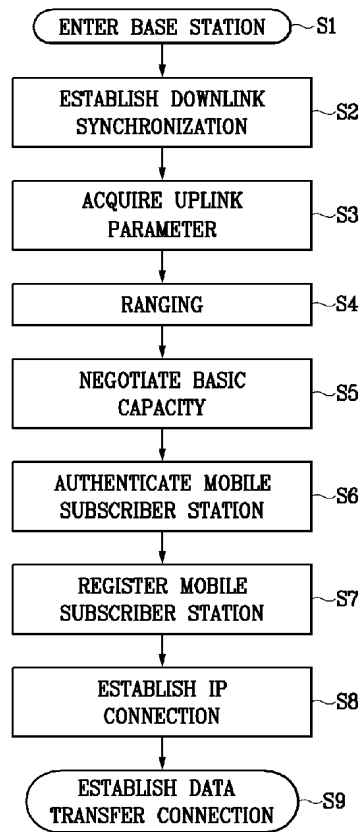 ENTER BASE STATION S1
ESTABLISH DOWNLINK
SYNCHRONIZATION S2
ACQUIRE UPLINK
PARAMETER S3
RANGING S4
NEGOTIATE BASIC
CAPACITY S5
AUTHENTICATE MOBILE
SUBSCRIBER STATION S6
REGISTER MOBILE
SUBSCRIBER STATION S7
ESTABLISH IP
CONNECTION S8
ESTABLISH DATA
TRANSFER CONNECTION S9